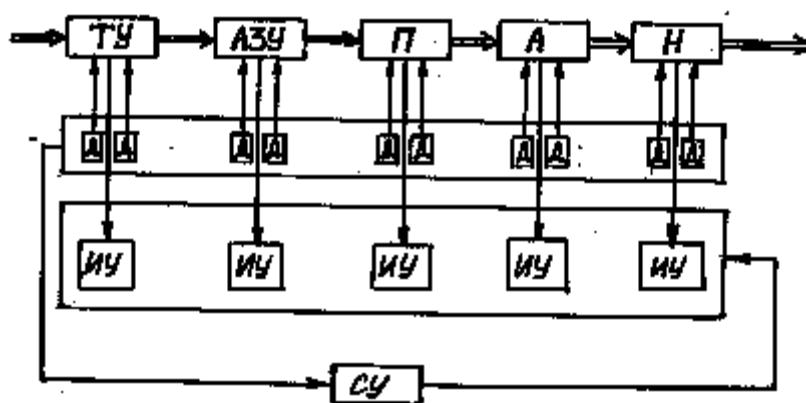 ТУ АЗУ П А Н
Д Д Д Д Д Д Д Д Д Д
ИУ ИУ ИУ ИУ ИУ
СУ